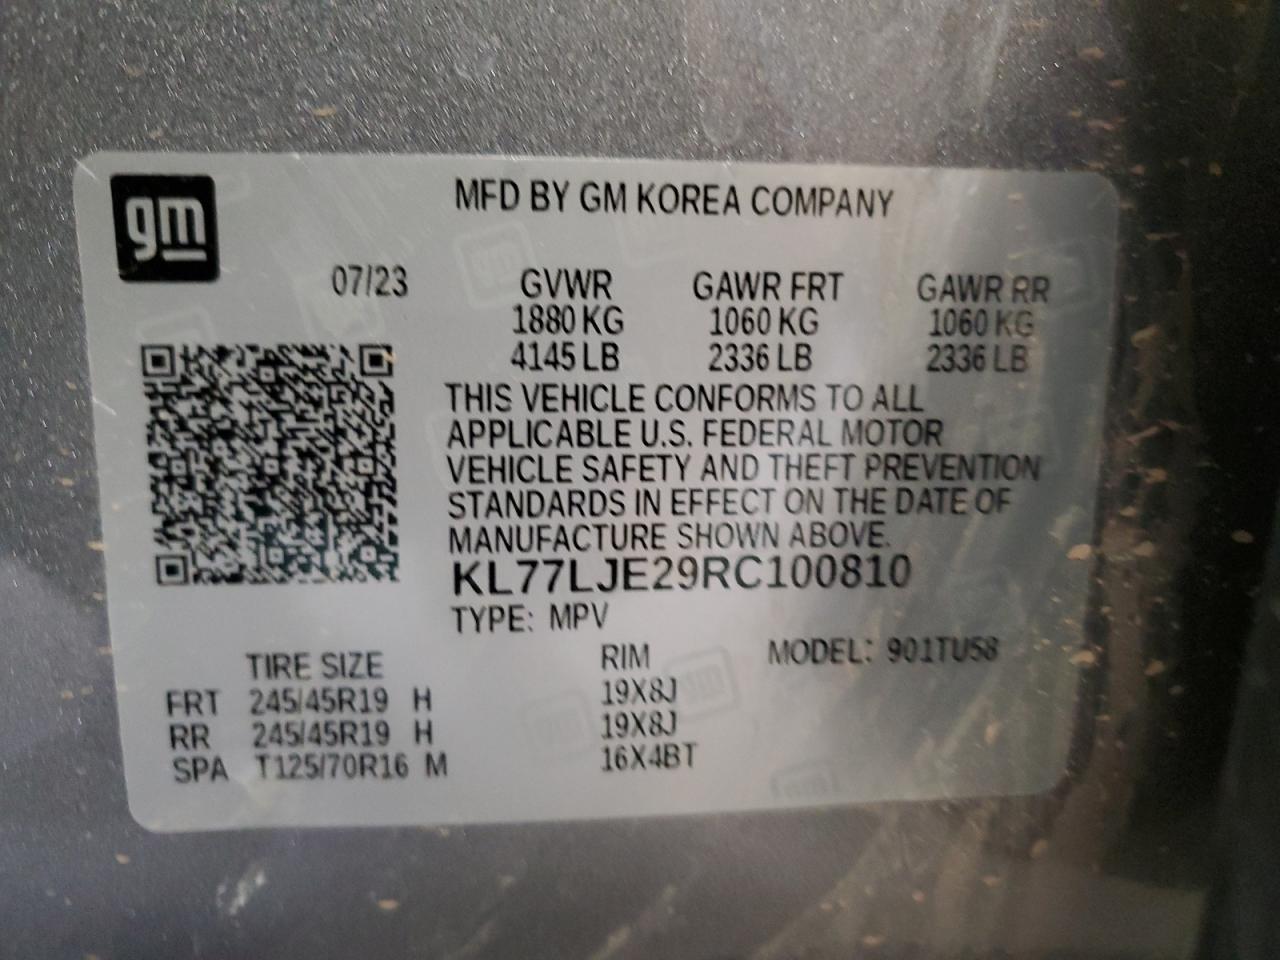 gm
MFD BY GM KOREA COMPANY
07/23 GVWR GAWR FRT GAWR RR
1880 KG 1060 KG 1060 KG
4145 LB 2336 LB 2336 LB
THIS VEHICLE CONFORMS TO ALL
APPLICABLE U.S. FEDERAL MOTOR
VEHICLE SAFETY AND THEFT PREVENTION
STANDARDS IN EFFECT ON THE DATE OF
MANUFACTURE SHOWN ABOVE.
KL77LJE29RC100810
TYPE: MPV MODEL: 901TU58
TIRE SIZE RIM
FRT 245/45R19 H 19X8J
RR 245/45R19 H 19X8J
SPA T125/70R16 M 16X4BT